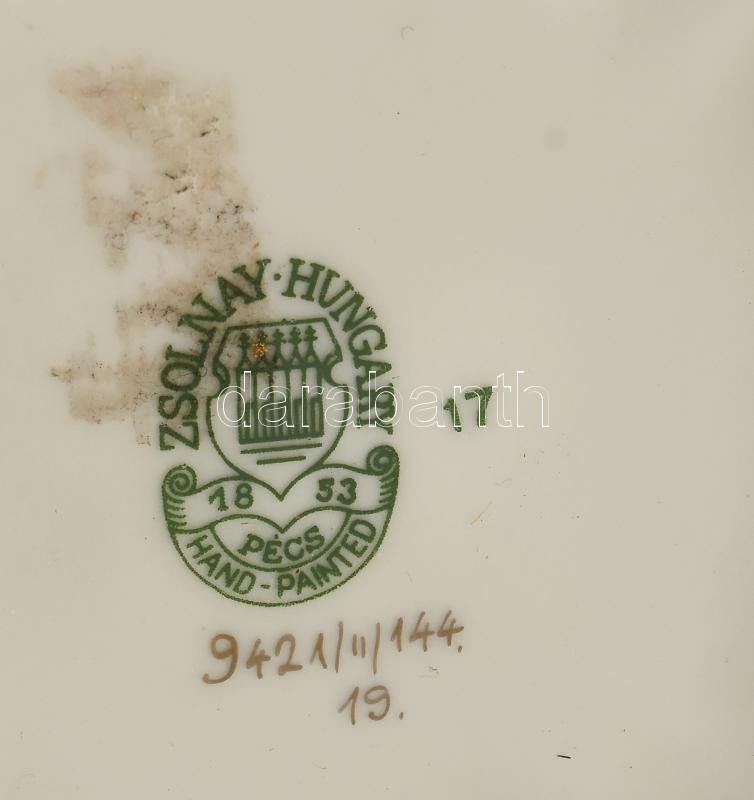 ZSOLNAY · HUNGARY
18 53
PÉCS
HAND-PAINTED
17
darabanth
9421/II/144.
19.